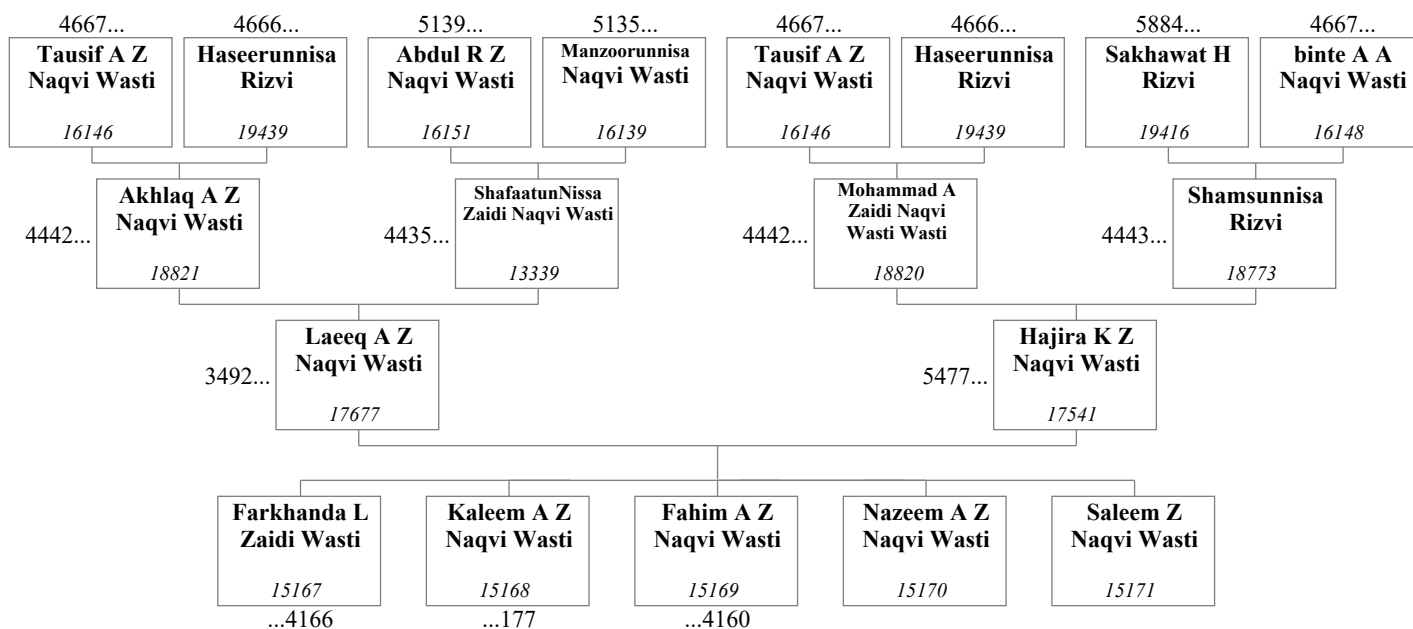 4667...
4666...
5139...
5135...
4667...
4666...
5884...
4667...
Tausif A Z
Naqvi Wasti
16146
Haseerunnisa
Rizvi
19439
Abdul R Z
Naqvi Wasti
16151
Manzoorunnisa
Naqvi Wasti
16139
Tausif A Z
Naqvi Wasti
16146
Haseerunnisa
Rizvi
19439
Sakhawat H
Rizvi
19416
binte A A
Naqvi Wasti
16148
4442...
Akhlaq A Z
Naqvi Wasti
18821
4435...
ShafaatunNissa
Zaidi Naqvi Wasti
13339
4442...
Mohammad A
Zaidi Naqvi
Wasti Wasti
18820
4443...
Shamsunnisa
Rizvi
18773
3492...
Laeeq A Z
Naqvi Wasti
17677
5477...
Hajira K Z
Naqvi Wasti
17541
Farkhanda L
Zaidi Wasti
15167
...4166
Kaleem A Z
Naqvi Wasti
15168
...177
Fahim A Z
Naqvi Wasti
15169
...4160
Nazeem A Z
Naqvi Wasti
15170
Saleem Z
Naqvi Wasti
15171